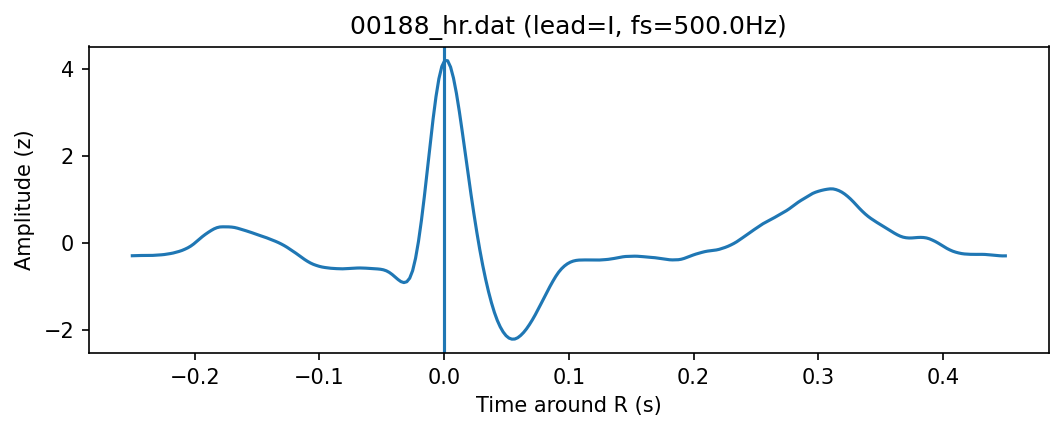 00188_hr.dat (lead=I, fs=500.0Hz)
Amplitude (z)
4
2
0
−2
−0.2 −0.1 0.0 0.1 0.2 0.3 0.4
Time around R (s)